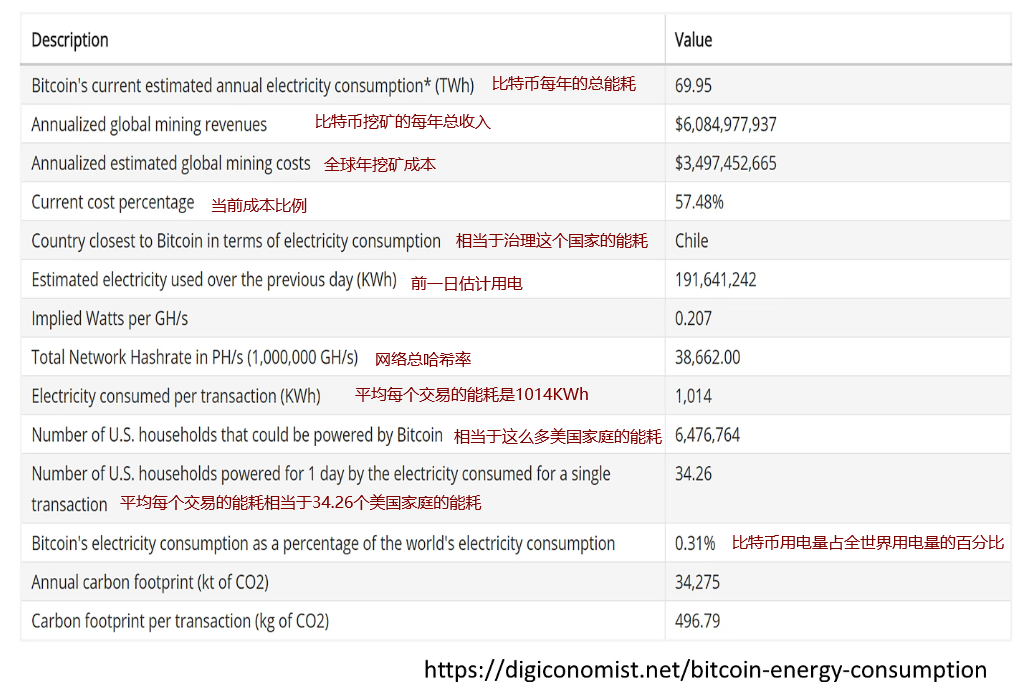 Description Value
Bitcoin's current estimated annual electricity consumption* (TWh) 比特币每年的总能耗 69.95
Annualized global mining revenues 比特币挖矿的每年总收入 $6,084,977,937
Annualized estimated global mining costs 全球年挖矿成本 $3,497,452,665
Current cost percentage 当前成本比例 57.48%
Country closest to Bitcoin in terms of electricity consumption 相当于治理这个国家的能耗 Chile
Estimated electricity used over the previous day (KWh) 前一日估计用电 191,641,242
Implied Watts per GH/s 0.207
Total Network Hashrate in PH/s (1,000,000 GH/s) 网络总哈希率 38,662.00
Electricity consumed per transaction (KWh) 平均每个交易的能耗是1014KWh 1,014
Number of U.S. households that could be powered by Bitcoin 相当于这么多美国家庭的能耗 6,476,764
Number of U.S. households powered for 1 day by the electricity consumed for a single 34.26
transaction 平均每个交易的能耗相当于34.26个美国家庭的能耗
Bitcoin's electricity consumption as a percentage of the world's electricity consumption 0.31% 比特币用电量占全世界用电量的百分比
Annual carbon footprint (kt of CO2) 34,275
Carbon footprint per transaction (kg of CO2) 496.79
https://digiconomist.net/bitcoin-energy-consumption